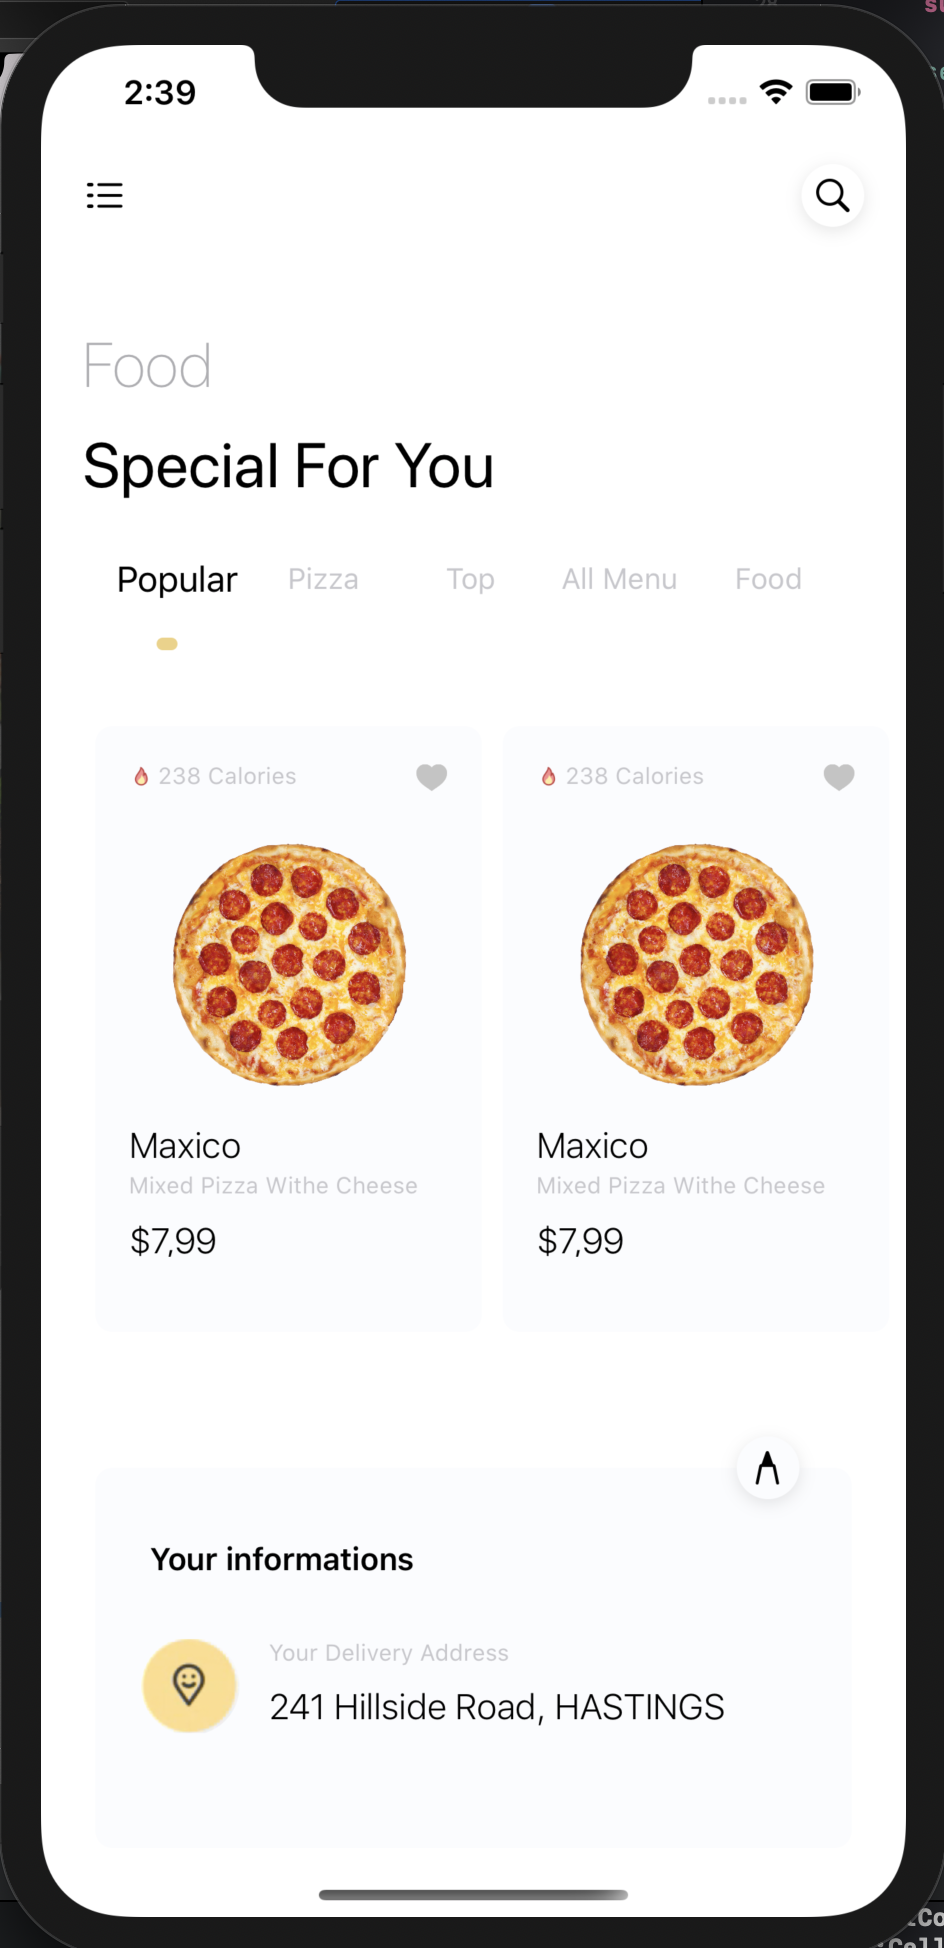 2:39
Food
Special For You
Popular Pizza Top All Menu Food
238 Calories 238 Calories
Maxico Maxico
Mixed Pizza Withe Cheese Mixed Pizza Withe Cheese
$7,99 $7,99
Your informations
Your Delivery Address
241 Hillside Road, HASTINGS